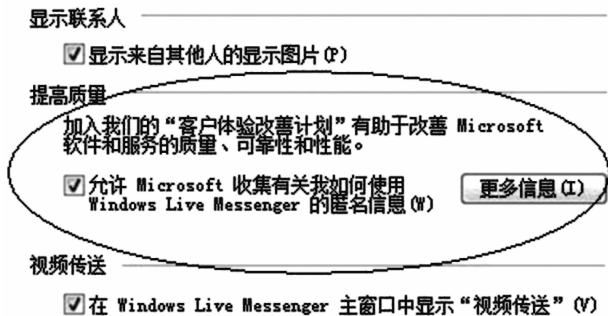 显示联系人
显示来自其他人的显示图片(P)
提高质量
加入我们的“客户体验改善计划”有助于改善 Microsoft
软件和服务的质量、可靠性和性能。
允许 Microsoft 收集有关我如何使用
Windows Live Messenger 的匿名信息(W)
更多信息(I)
视频传送
在 Windows Live Messenger 主窗口中显示“视频传送”(V)